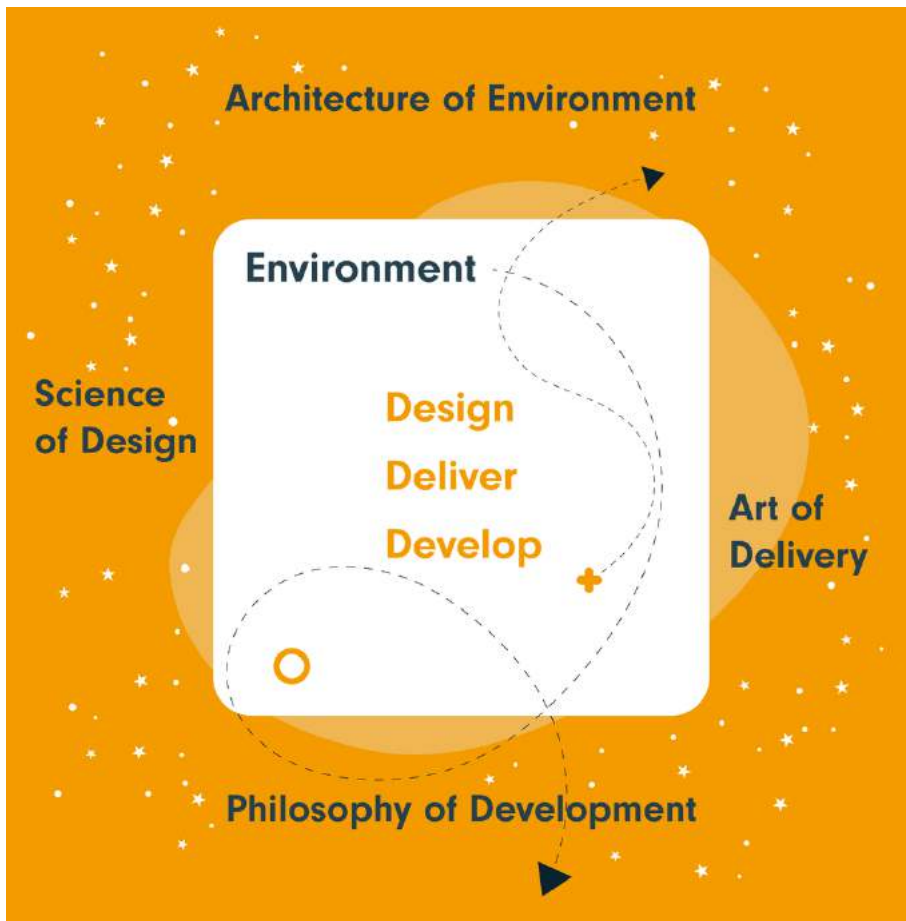 Architecture of Environment
Environment
Science
of Design
Design
Deliver
Develop
Art of
Delivery
Philosophy of Development